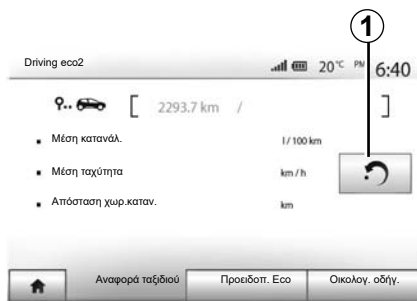 1
Driving eco2 20°C PM 6:40
[ 2293.7 km / ]
Μέση κατανάλ. l / 100 km
Μέση ταχύτητα km / h
Απόσταση χωρ.καταν. km
Αναφορά ταξιδιού Προειδοπ. Eco Οικολογ. οδήγ.